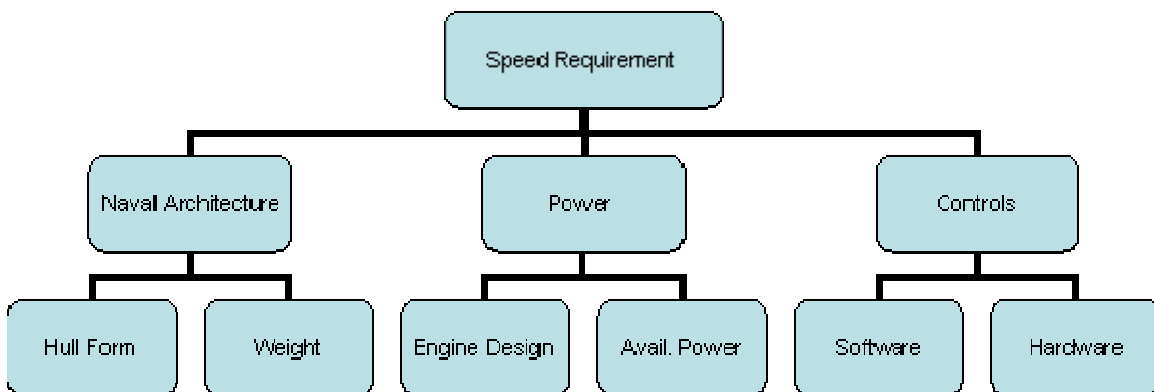 Speed Requirement
Naval Architecture
Power
Controls
Hull Form
Weight
Engine Design
Avail. Power
Software
Hardware